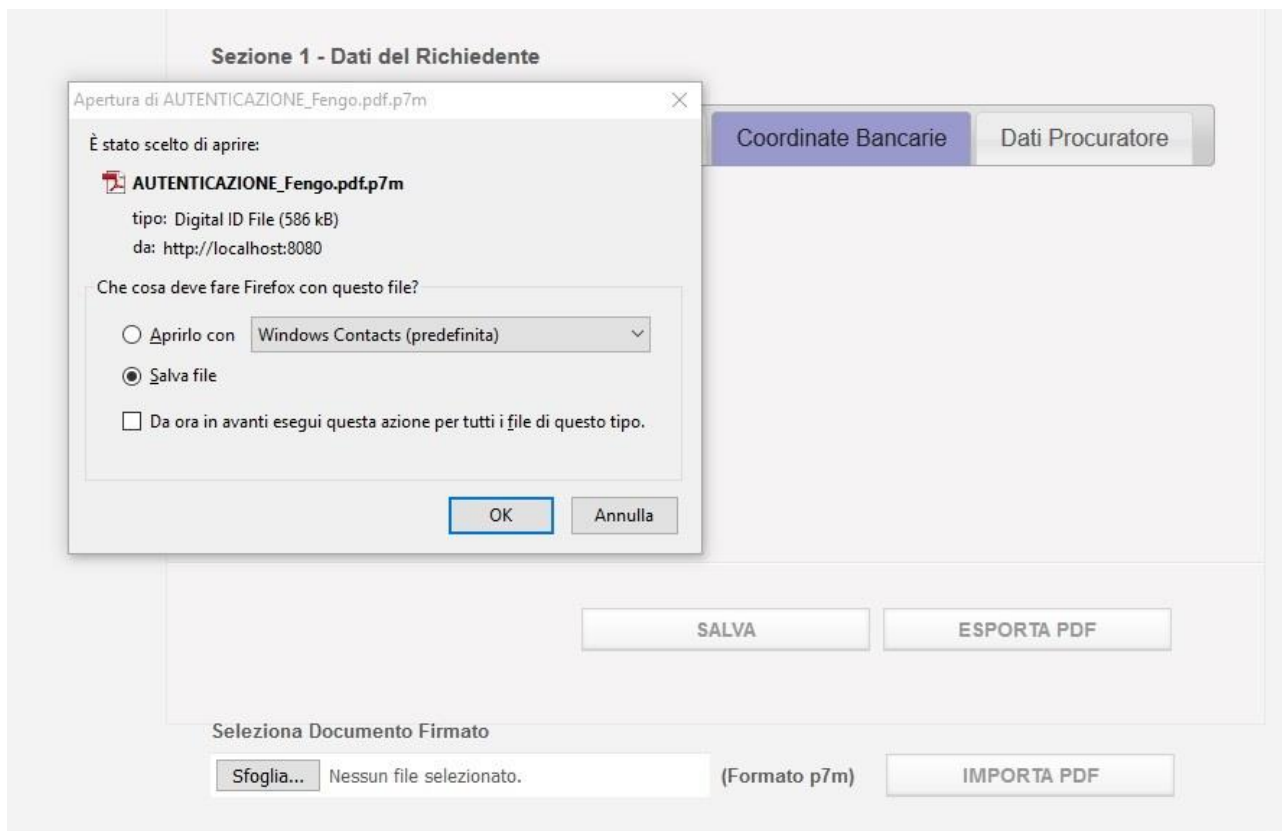 Sezione 1 - Dati del Richiedente
Apertura di AUTENTICAZIONE_Fengo.pdf.p7m
È stato scelto di aprire:
AUTENTICAZIONE_Fengo.pdf.p7m
tipo: Digital ID File (586 kB)
da: http://localhost:8080
Che cosa deve fare Firefox con questo file?
Aprirlo con Windows Contacts (predefinita)
Salva file
Da ora in avanti esegui questa azione per tutti i file di questo tipo.
OK Annulla
Coordinate Bancarie Dati Procuratore
SALVA ESPORTA PDF
Seleziona Documento Firmato
Sfoglia... Nessun file selezionato. (Formato p7m) IMPORTA PDF